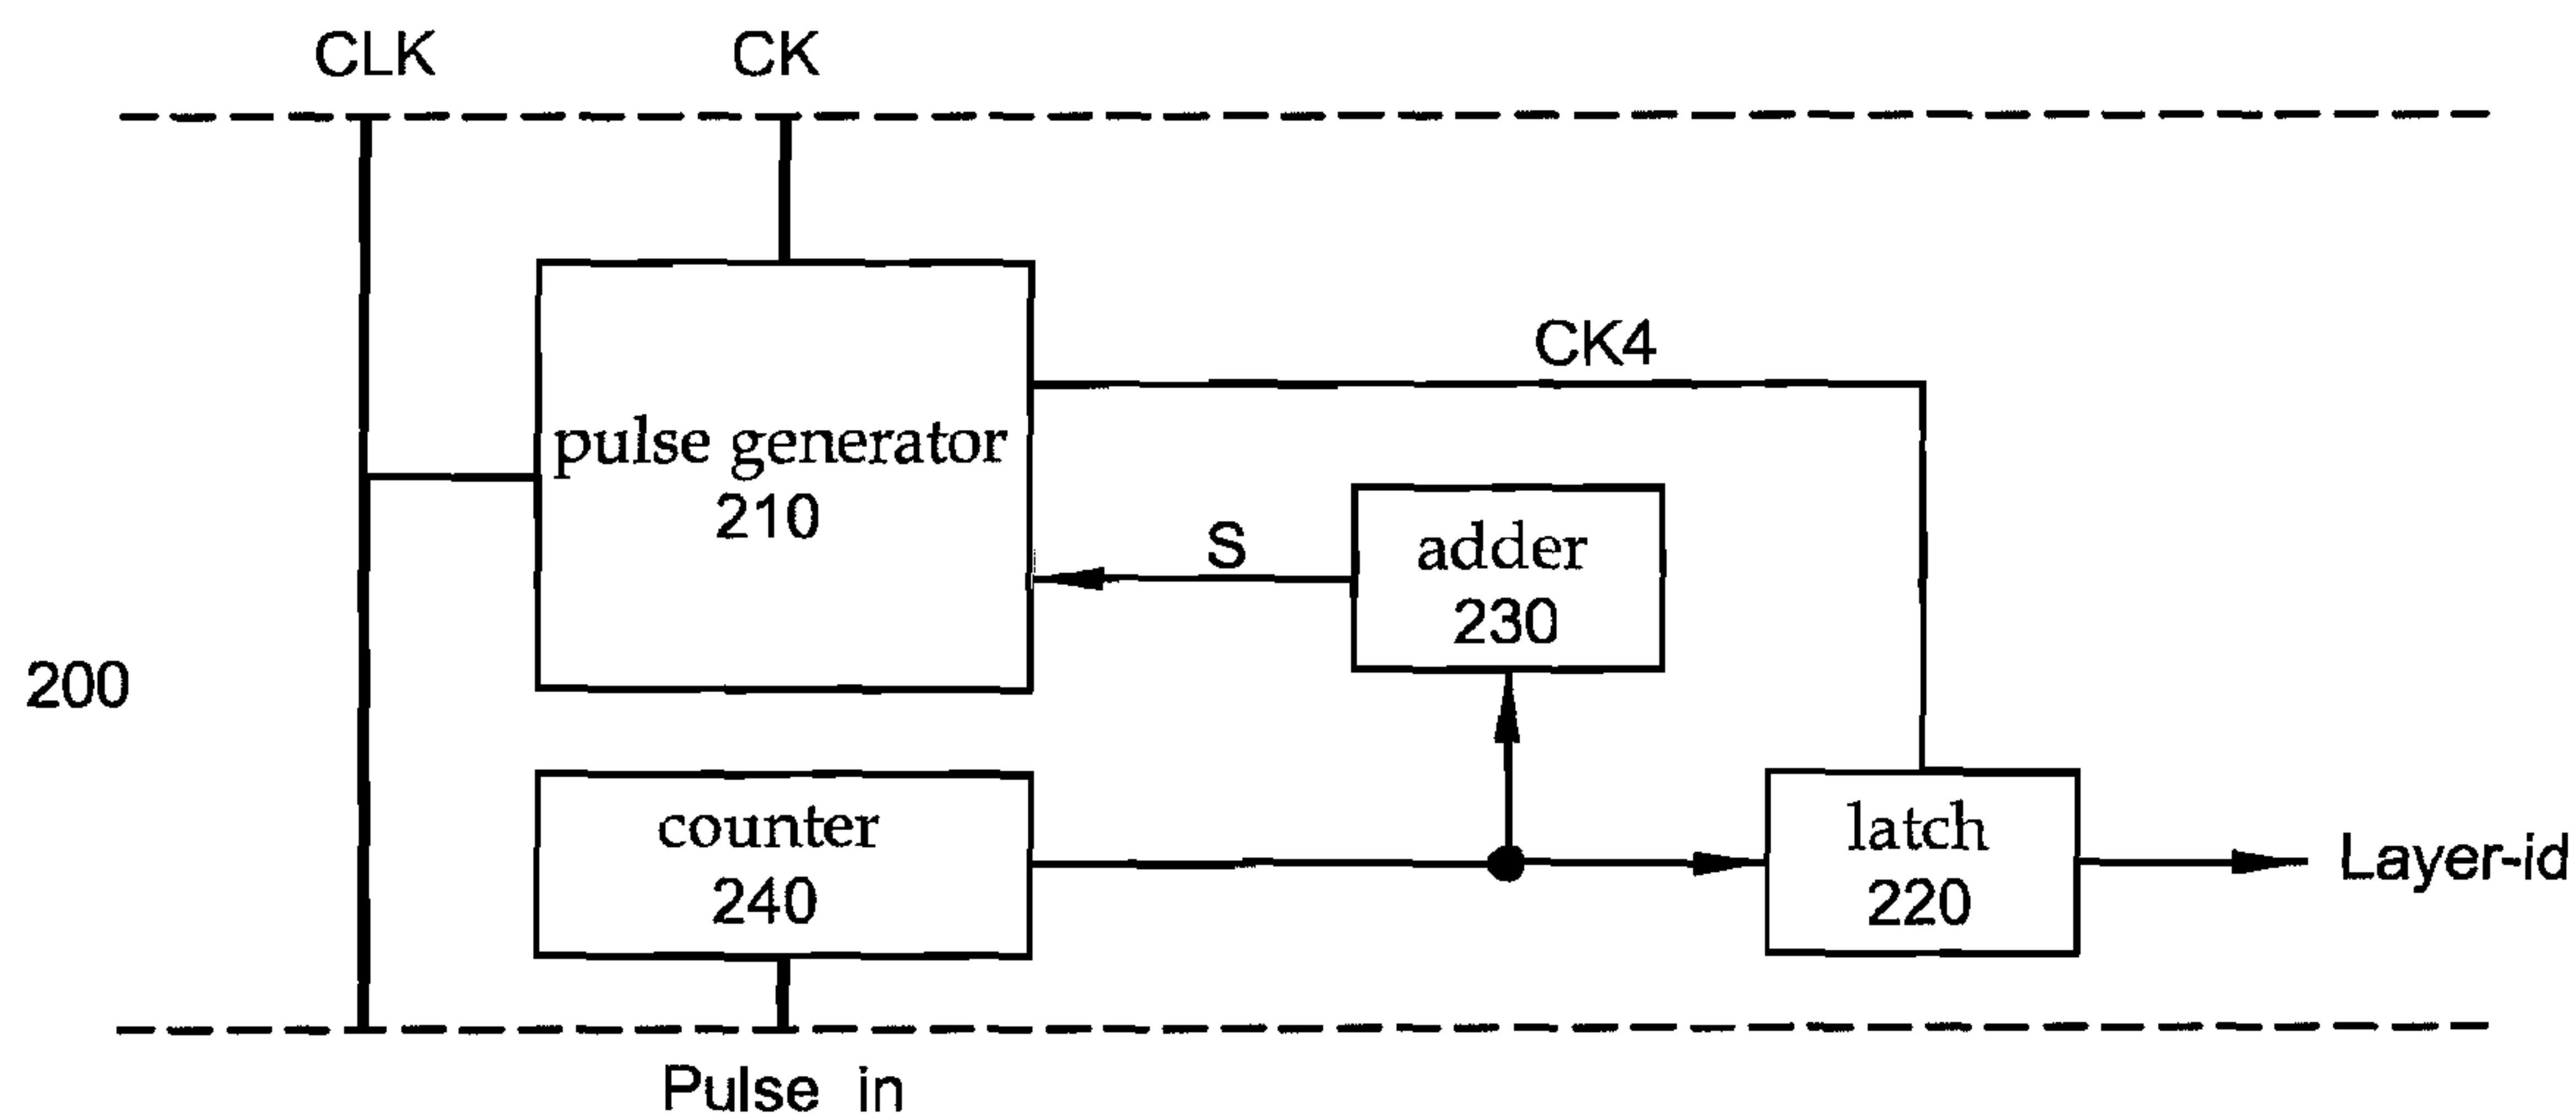 CLK
CK
CK4
pulse generator
210
S
adder
230
200
counter
240
latch
220
Layer-id
Pulse in